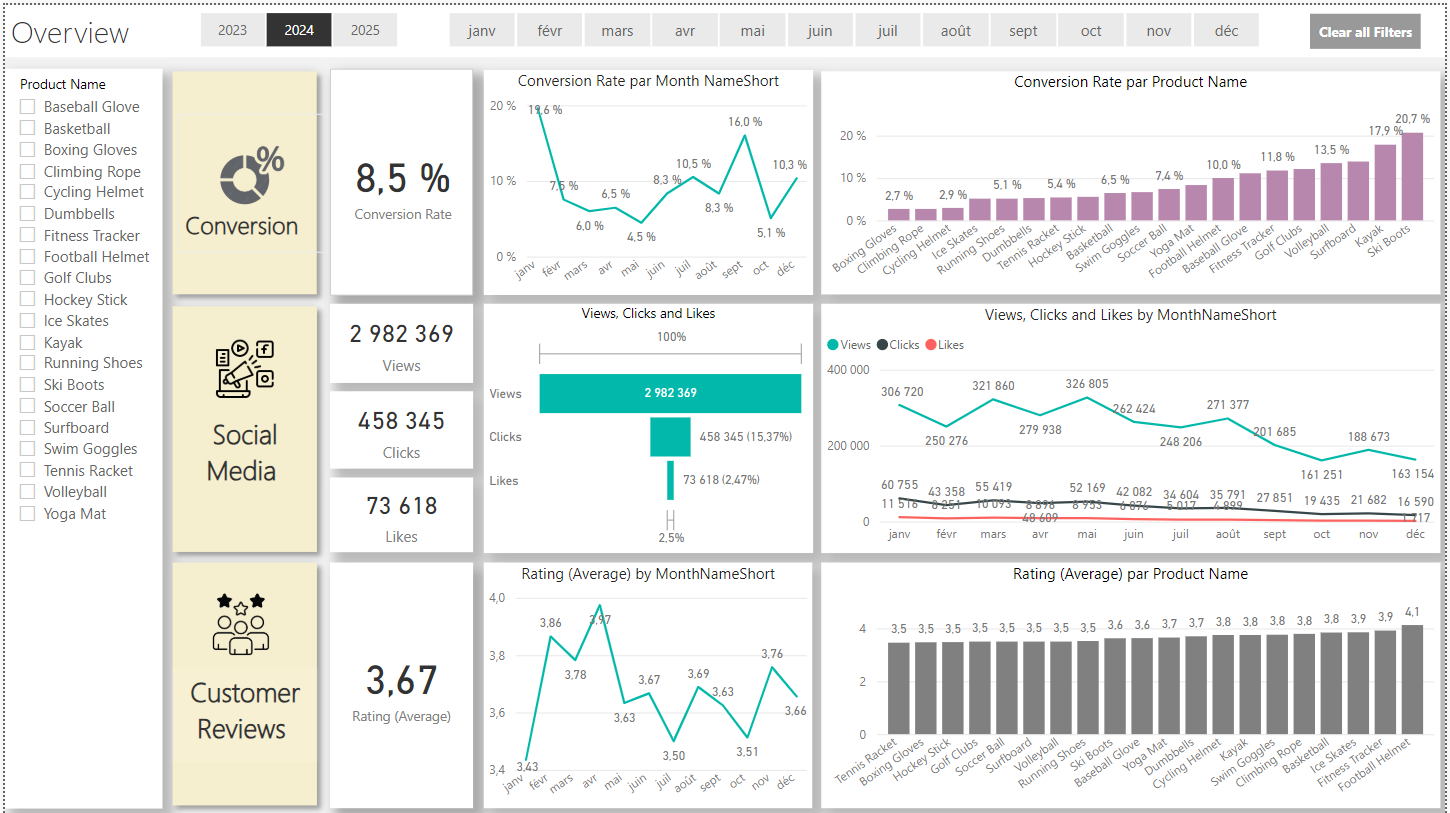 Overview
2023 2024 2025
janv févr mars avr mai juin juil août sept oct nov déc
Clear all Filters
Product Name
Baseball Glove
Basketball
Boxing Gloves
Climbing Rope
Cycling Helmet
Dumbbells
Fitness Tracker
Football Helmet
Golf Clubs
Hockey Stick
Ice Skates
Kayak
Running Shoes
Ski Boots
Soccer Ball
Surfboard
Swim Goggles
Tennis Racket
Volleyball
Yoga Mat
%
Conversion
8,5 %
Conversion Rate
Conversion Rate par Month NameShort
20 %
10 %
0 %
19,6 % 7,5 % 6,0 % 6,5 % 4,5 % 8,3 % 10,5 % 8,3 % 16,0 % 5,1 % 10,3 %
janv févr mars avr mai juin juil août sept oct déc
Conversion Rate par Product Name
20 %
10 %
0 %
2,7 % 2,9 % 5,1 % 5,4 % 6,5 % 7,4 % 10,0 % 11,8 % 13,5 % 17,9 % 20,7 %
Boxing Gloves Climbing Rope Cycling Helmet Ice Skates Running Shoes Dumbbells Tennis Racket Hockey Stick Basketball Swim Goggles Soccer Ball Yoga Mat Football Helmet Baseball Glove Fitness Tracker Golf Clubs Volleyball Surfboard Kayak Ski Boots
Social
Media
2 982 369
Views
458 345
Clicks
73 618
Likes
Views, Clicks and Likes
100%
Views 2 982 369
Clicks 458 345 (15,37%)
Likes 73 618 (2,47%)
2,5%
Views, Clicks and Likes by MonthNameShort
Views Clicks Likes
400 000
200 000
0
306 720 250 276 321 860 279 938 326 805 262 424 248 206 271 377 201 685 161 251 188 673 163 154
60 755 43 358 55 419 48 609 52 169 42 082 34 604 35 791 27 851 19 435 21 682 16 590
11 516 8 251 10 093 8 898 8 953 6 876 5 017 4 889
janv févr mars avr mai juin juil août sept oct nov déc
Customer
Reviews
3,67
Rating (Average)
Rating (Average) by MonthNameShort
4,0
3,8
3,6
3,4
3,43 3,86 3,78 3,97 3,63 3,67 3,50 3,69 3,63 3,51 3,76 3,66
janv févr mars avr mai juin juil août sept oct nov déc
Rating (Average) par Product Name
4
2
0
3,5 3,5 3,5 3,5 3,5 3,5 3,5 3,5 3,6 3,6 3,7 3,7 3,8 3,8 3,8 3,8 3,8 3,9 3,9 4,1
Tennis Racket Boxing Gloves Hockey Stick Golf Clubs Soccer Ball Surfboard Volleyball Running Shoes Ski Boots Baseball Glove Yoga Mat Dumbbells Cycling Helmet Kayak Swim Goggles Climbing Rope Basketball Ice Skates Fitness Tracker Football Helmet